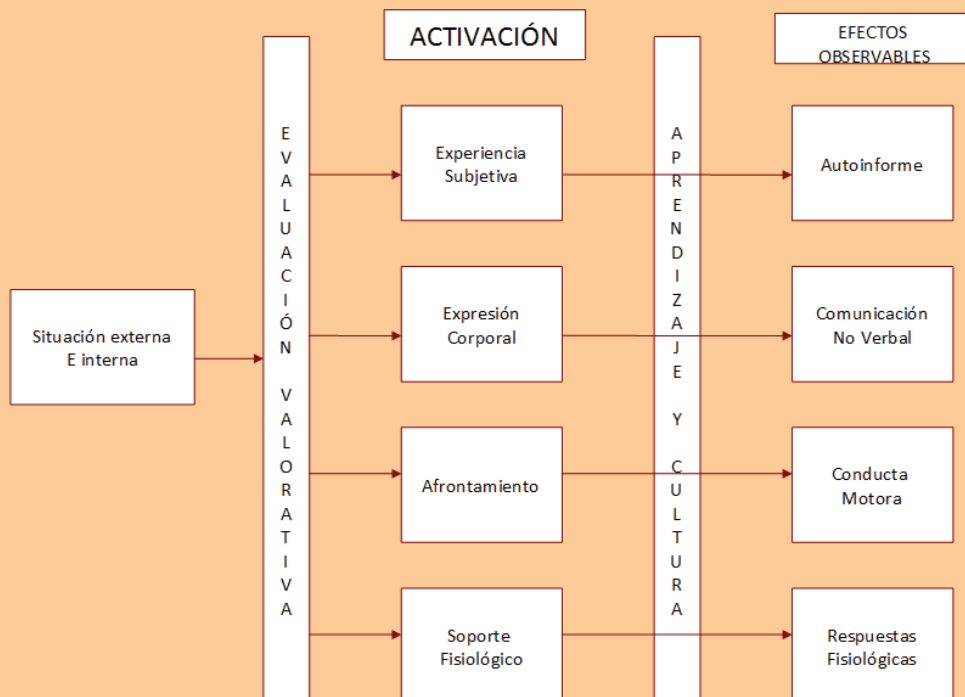 ACTIVACIÓN
EFECTOS
OBSERVABLES
Situación externa
E interna
EVALUACIÓN VALORATIVA
Experiencia
Subjetiva
Expresión
Corporal
Afrontamiento
Soporte
Fisiológico
APRENDIZAJE Y CULTURA
Autoinforme
Comunicación
No Verbal
Conducta
Motora
Respuestas
Fisiológicas